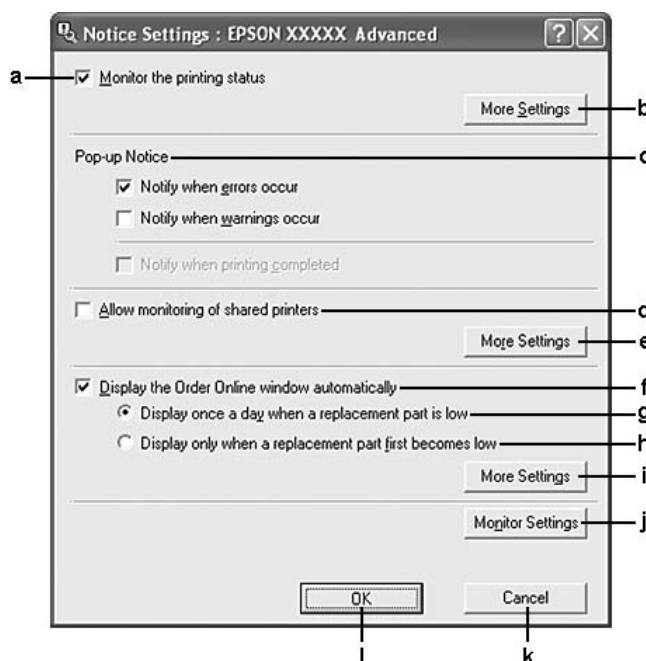 Notice Settings : EPSON XXXXX Advanced
a
Monitor the printing status
More Settings
b
Pop-up Notice
Notify when errors occur
Notify when warnings occur
Notify when printing completed
Allow monitoring of shared printers
More Settings
e
Display the Order Online window automatically
f
Display once a day when a replacement part is low
g
Display only when a replacement part first becomes low
h
More Settings
i
Monitor Settings
j
OK
Cancel
l
k